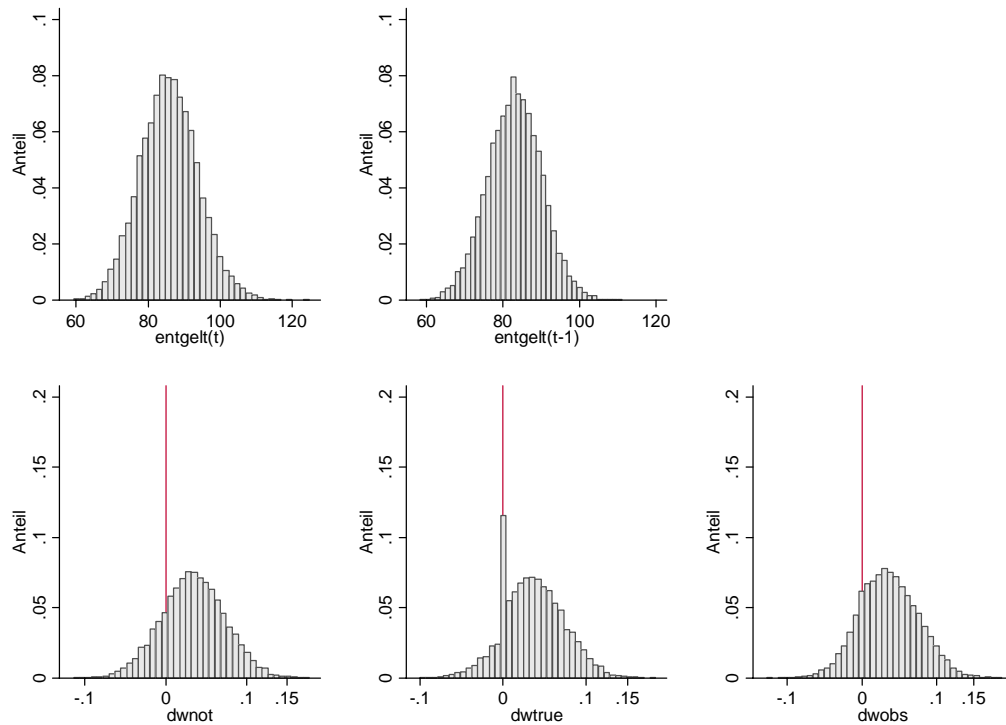 .1
.08
.06
.04
.02
0
Anteil
60 80 100 120
entgelt(t)
.1
.08
.06
.04
.02
0
Anteil
60 80 100 120
entgelt(t-1)
.2
.15
.1
.05
0
Anteil
-.1 0 .1 .15
dwnot
.2
.15
.1
.05
0
Anteil
-.1 0 .1 .15
dwtrue
.2
.15
.1
.05
0
Anteil
-.1 0 .1 .15
dwobs